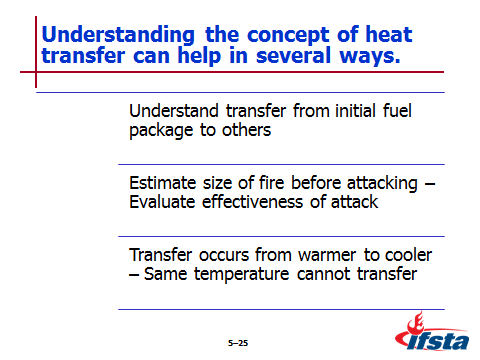 Understanding the concept of heat
transfer can help in several ways.
Understand transfer from initial fuel
package to others
Estimate size of fire before attacking –
Evaluate effectiveness of attack
Transfer occurs from warmer to cooler
– Same temperature cannot transfer
5–25
ifsta